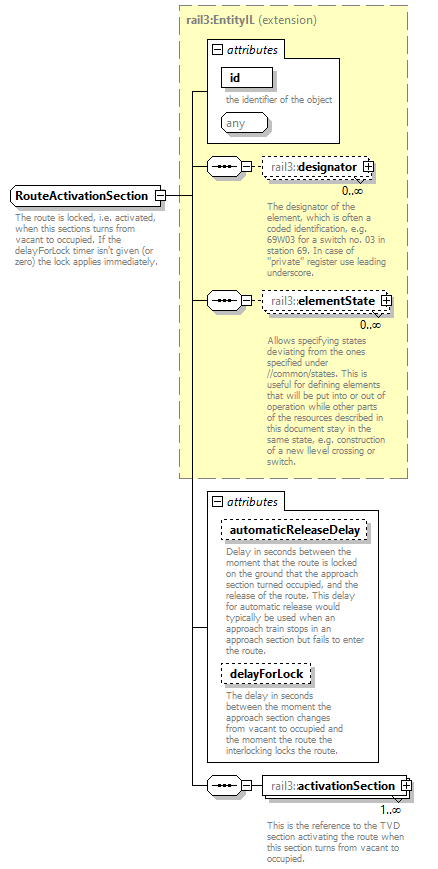 rail3:EntityIL (extension)
attributes
id
the identifier of the object
any
rail3::designator
0..∞
The designator of the
element, which is often a
coded identification, e.g.
69W03 for a switch no. 03 in
station 69. In case of
"private" register use leading
underscore.
RouteActivationSection
The route is locked, i.e. activated,
when this sections turns from
vacant to occupied. If the
delayForLock timer isn't given (or
zero) the lock applies immediately.
rail3::elementState
0..∞
Allows specifying states
deviating from the ones
specified under
//common/states. This is
useful for defining elements
that will be put into or out of
operation while other parts
of the resources described in
this document stay in the
same state, e.g. construction
of a new llevel crossing or
switch.
attributes
automaticReleaseDelay
Delay in seconds between the
moment that the route is locked
on the ground that the approach
section turned occupied, and the
release of the route. This delay
for automatic release would
typically be used when an
approach train stops in an
approach section but fails to enter
the route.
delayForLock
The delay in seconds
between the moment the
approach section changes
from vacant to occupied and
the moment the route the
interlocking locks the route.
rail3::activationSection
1..∞
This is the reference to the TVD
section activating the route when
this section turns from vacant to
occupied.